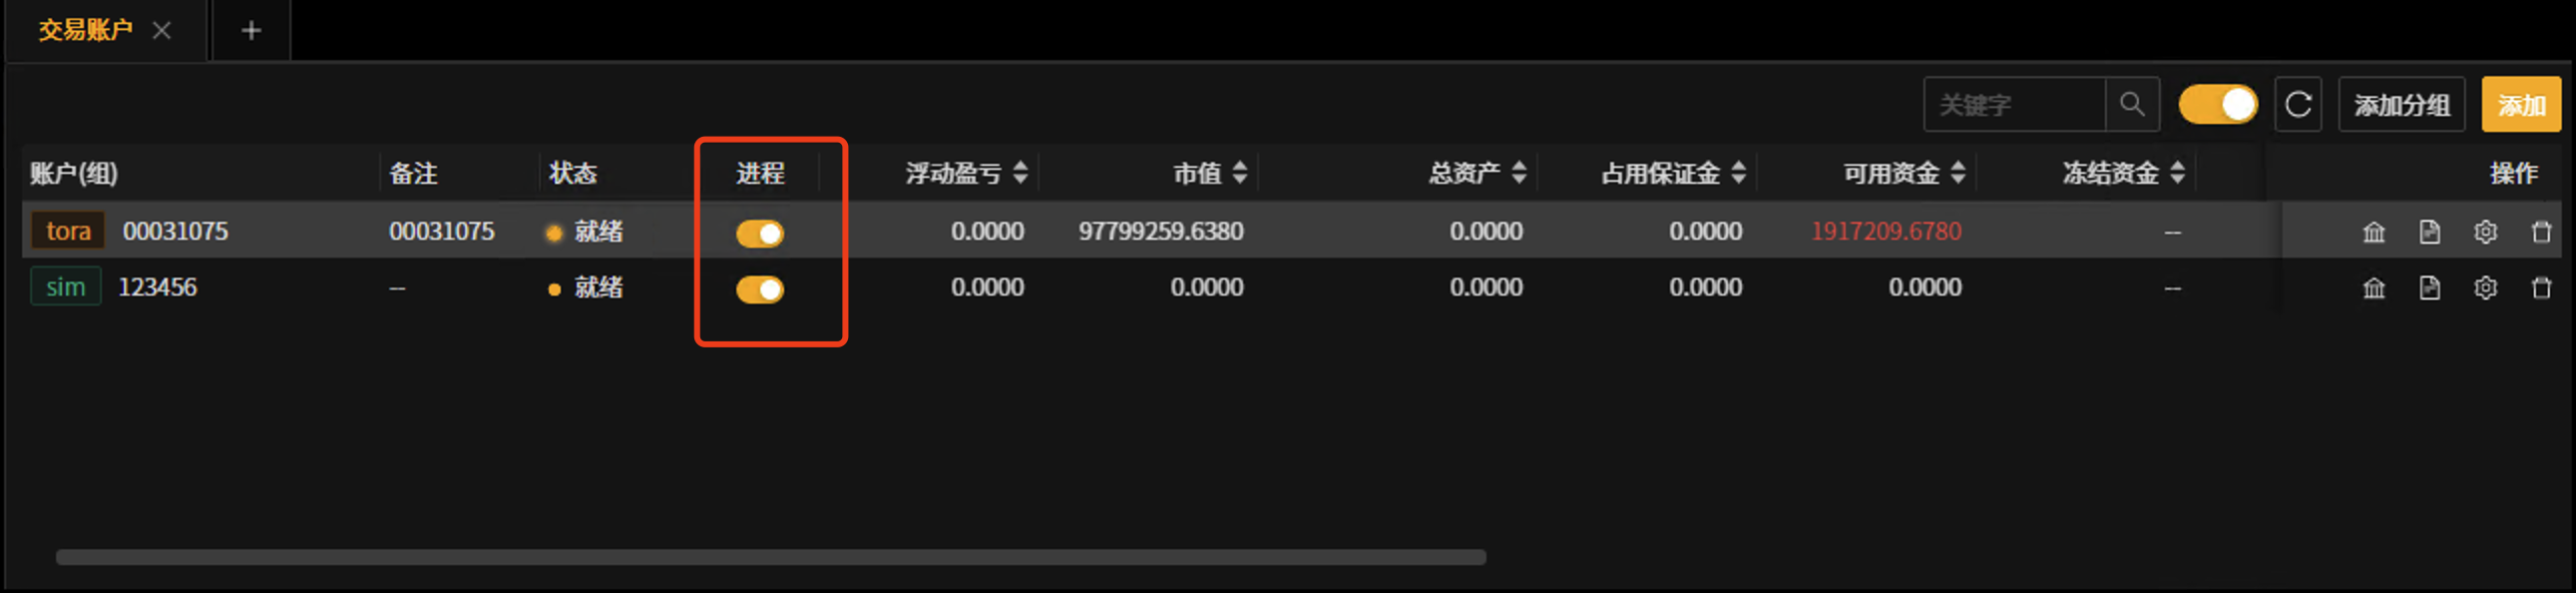 交易账户
关键字 添加分组 添加
账户(组) 备注 状态 进程 浮动盈亏 市值 总资产 占用保证金 可用资金 冻结资金 操作
tora 00031075 00031075 就绪 0.0000 97799259.6380 0.0000 0.0000 1917209.6780 --
sim 123456 -- 就绪 0.0000 0.0000 0.0000 0.0000 0.0000 --